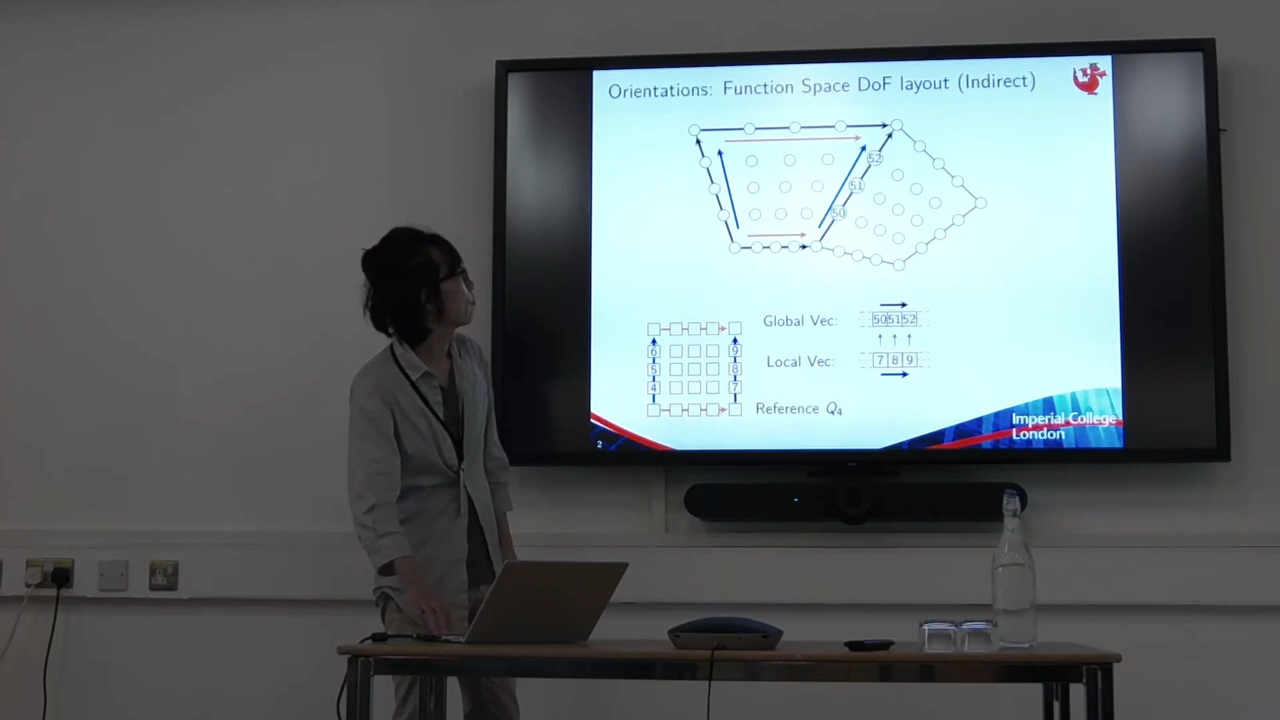 Orientations: Function Space DoF layout (Indirect)
52
51
50
Global Vec: 50 51 52
Local Vec: 7 8 9
6 9
5 8
4 7
Reference Q4
Imperial College
London
2